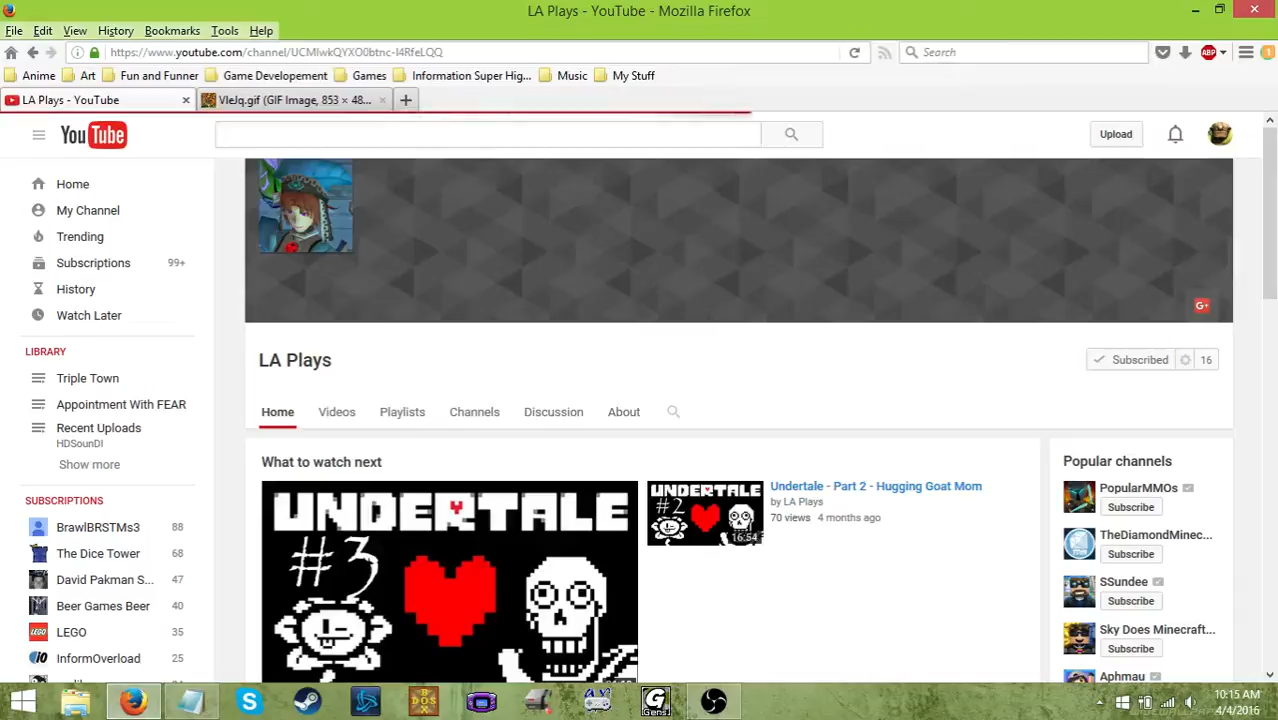 LA Plays - YouTube - Mozilla Firefox
File Edit View History Bookmarks Tools Help
https://www.youtube.com/channel/UCMIwkQYXO0btnc-I4RfeLQQ
Search
ABP
Anime Art Fun and Funner Game Developement Games Information Super Hig... Music My Stuff
LA Plays - YouTube
VleJq.gif (GIF Image, 853 × 48...
YouTube
Upload
Home
My Channel
Trending
Subscriptions 99+
History
Watch Later
LIBRARY
Triple Town
Appointment With FEAR
Recent Uploads
HDSounDI
Show more
SUBSCRIPTIONS
BrawlBRSTMs3 88
The Dice Tower 68
David Pakman S... 47
Beer Games Beer 40
LEGO 35
InformOverload 25
G+
LA Plays
Subscribed 16
Home Videos Playlists Channels Discussion About
What to watch next
UNDERTALE
#3
UNDERTALE
#2
16:54
Undertale - Part 2 - Hugging Goat Mom
by LA Plays
70 views 4 months ago
Popular channels
PopularMMOs
Subscribe
TheDiamondMinec...
Subscribe
SSundee
Subscribe
Sky Does Minecraft...
Subscribe
Aphmau
DOS
Gens
10:15 AM
4/4/2016